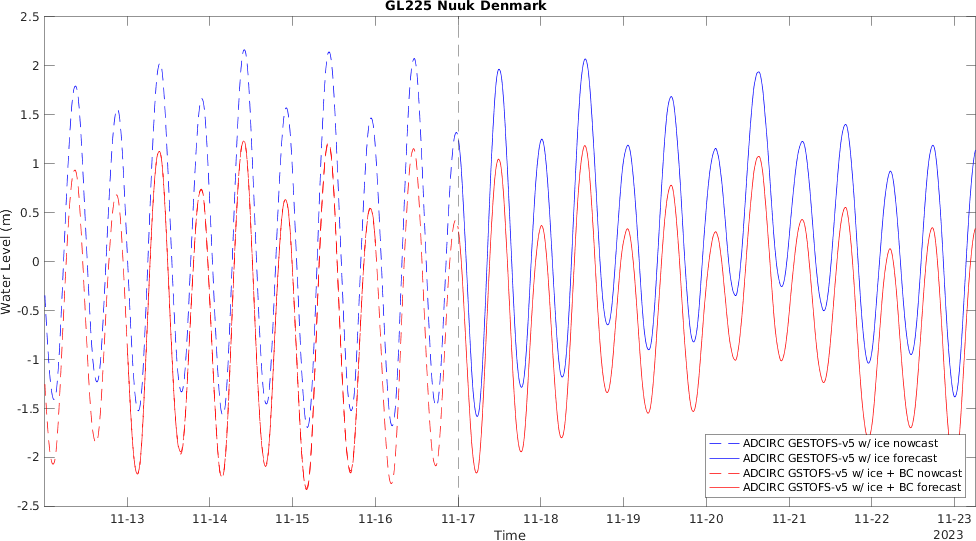 GL225 Nuuk Denmark
2.5
2
1.5
1
0.5
0
-0.5
-1
-1.5
-2
-2.5
Water Level (m)
ADCIRC GESTOFS-v5 w/ ice nowcast
ADCIRC GESTOFS-v5 w/ ice forecast
ADCIRC GSTOFS-v5 w/ ice + BC nowcast
ADCIRC GSTOFS-v5 w/ ice + BC forecast
11-13 11-14 11-15 11-16 11-17 11-18 11-19 11-20 11-21 11-22 11-23
Time 2023